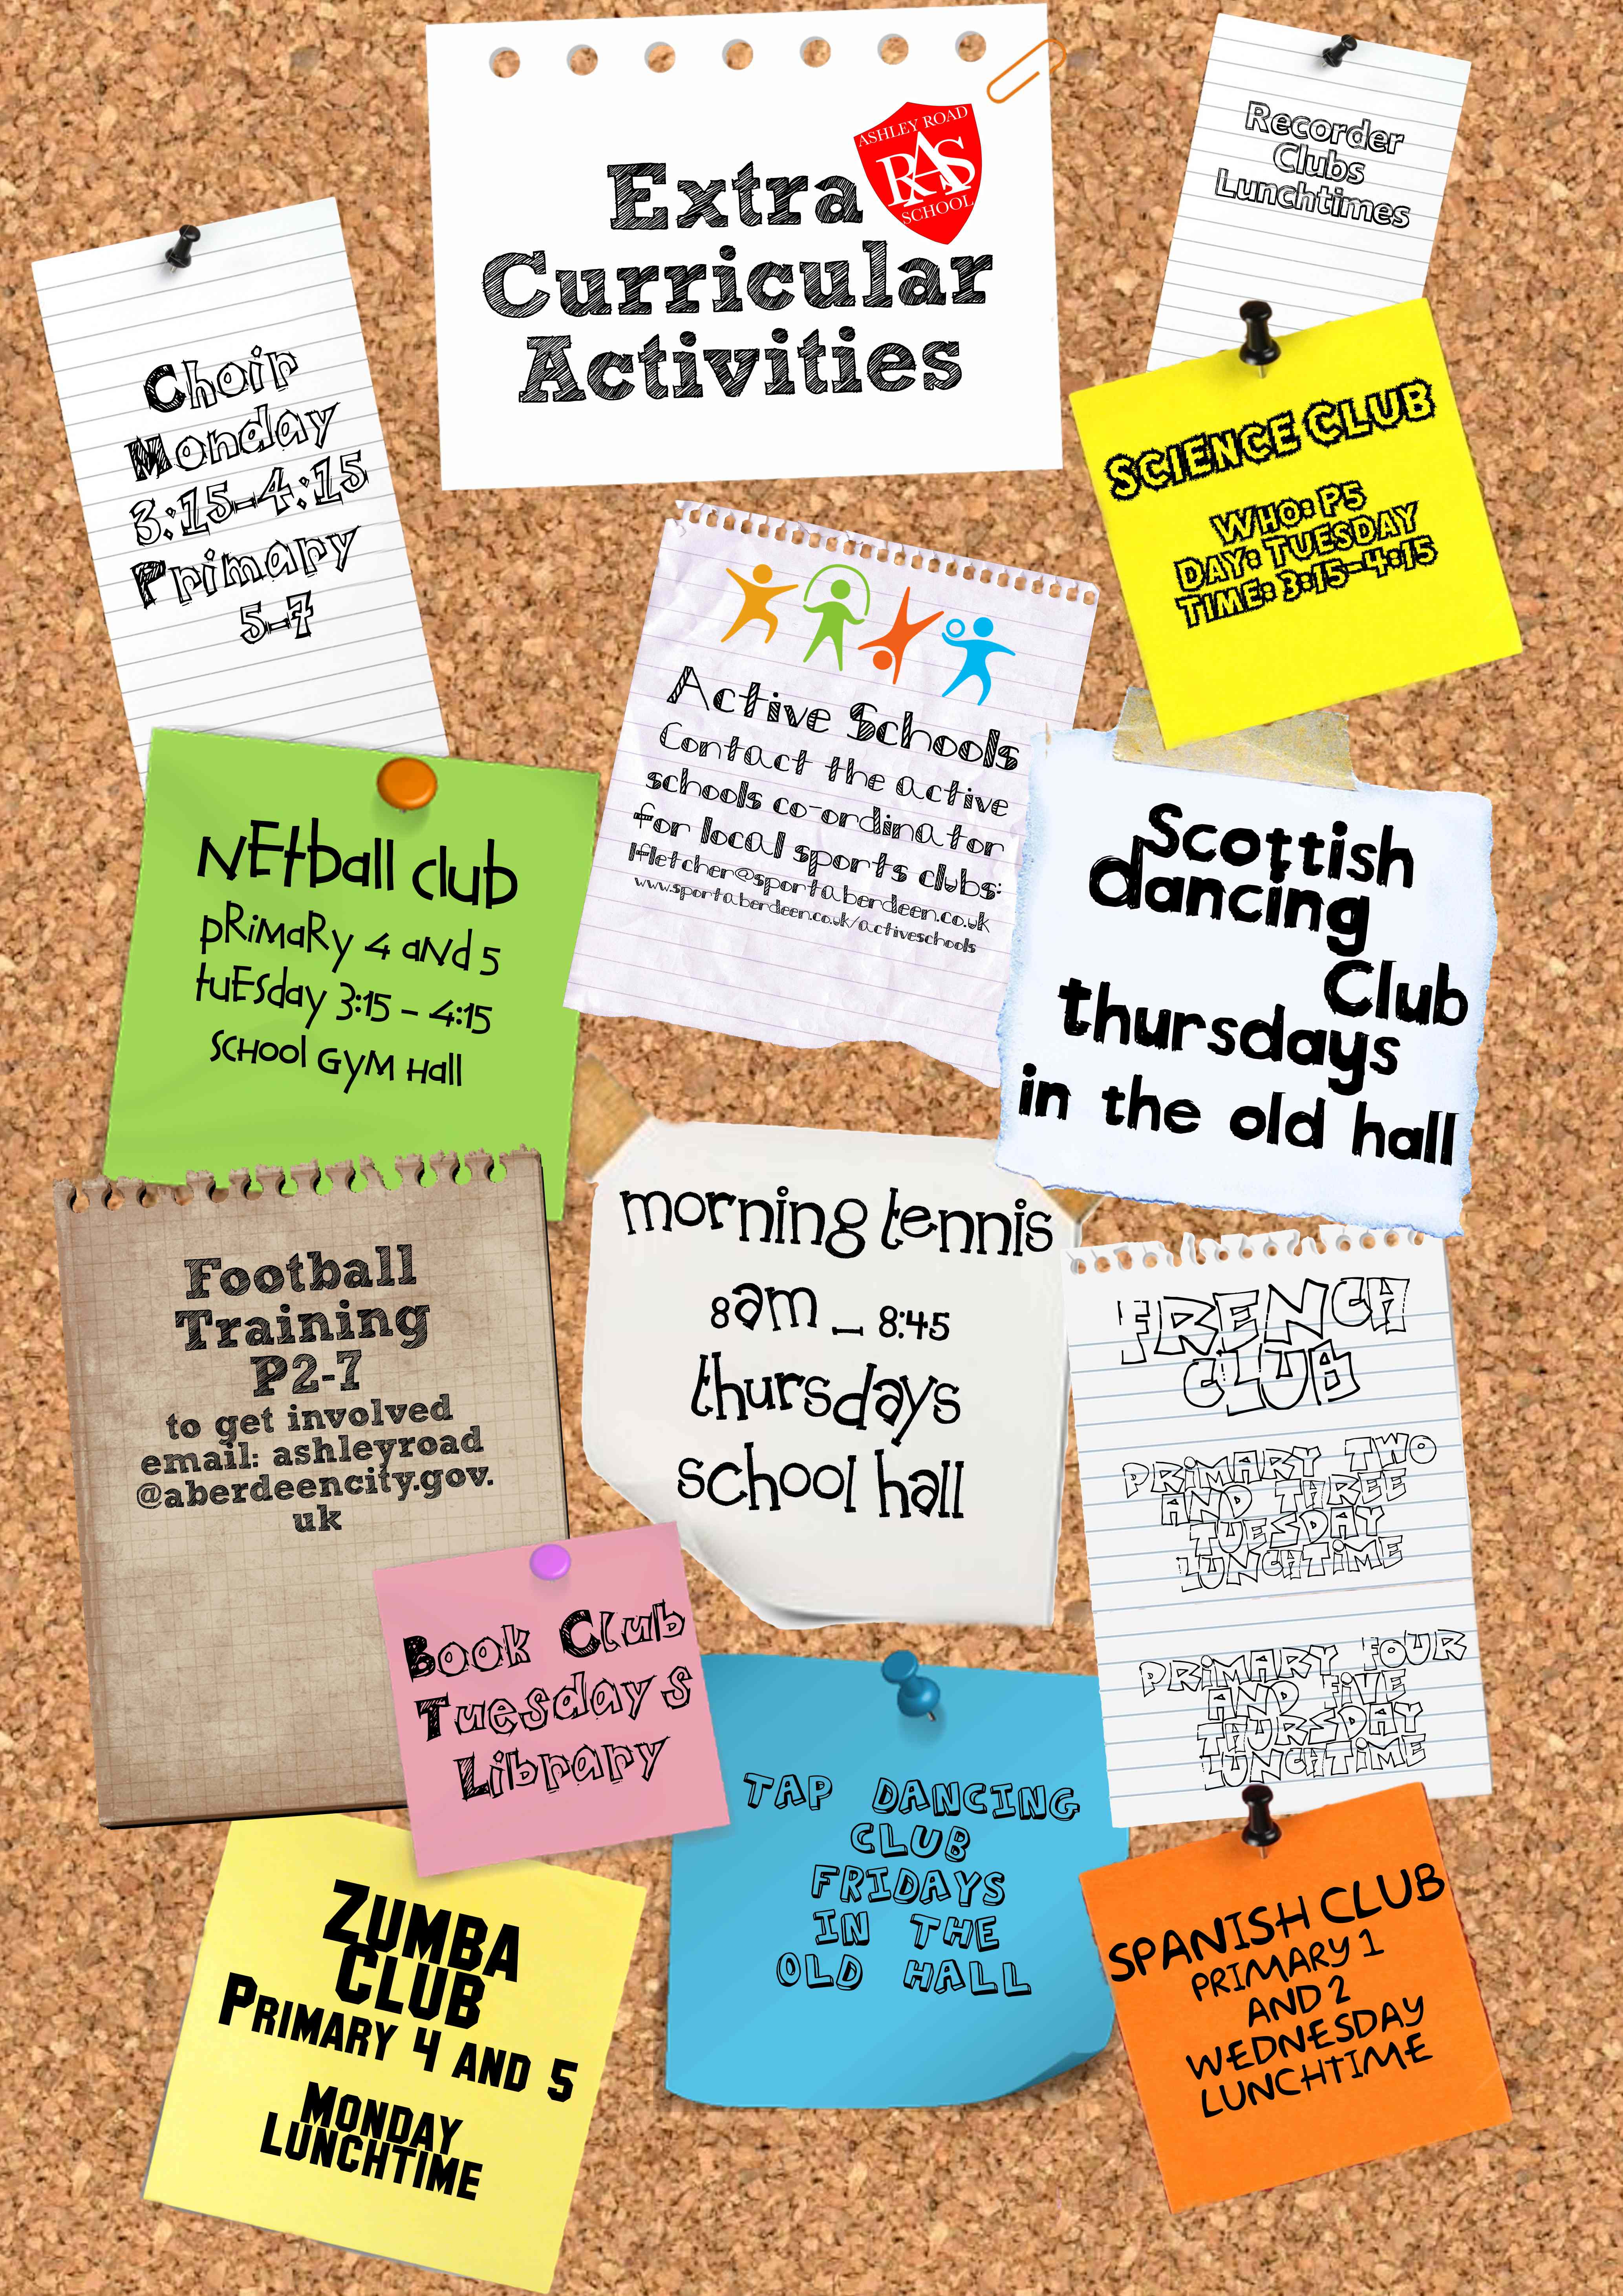 Extra
Curricular
Activities
ASHLEY ROAD
RAS
SCHOOL
Recorder
Clubs
Lunchtimes
Choir
Monday
3:15-4:15
Primary
5-7
SCIENCE CLUB
WHO: P5
DAY: TUESDAY
TIME: 3:15-4:15
Active Schools
Contact the active
schools co-ordinator
for local sports clubs:
lfletcher@sportaberdeen.co.uk
www.sportaberdeen.co.uk/activeschools
NEtball club
pRiMaRy 4 aNd 5
tuESday 3:15 - 4:15
SCHool GyM Hall
Scottish
dancing
Club
thursdays
in the old hall
Football
Training
P2-7
to get involved
email: ashleyroad
@aberdeencity.gov.
uk
morning tennis
8am - 8:45
thursdays
school hall
FRENCH
CLUB
PRiMARY TWO
AND THREE
TUESDAY
LUNCHTiME
PRiMARY FOUR
AND FiVE
THURSDAY
LUNCHTiME
Book Club
Tuesday s
Library
TAP DANCING
CLUB
FRIDAYS
IN THE
OLD HALL
ZUMBA
CLUB
PRIMARY 4 AND 5
MONDAY
LUNCHTIME
SPANISH CLUB
PRIMARY 1
AND 2
WEDNESDAY
LUNCHTIME